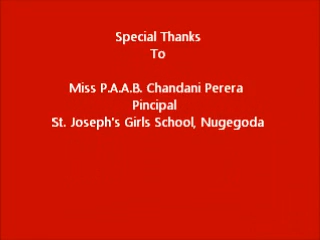 Special Thanks
To
Miss P.A.A.B. Chandani Perera
Pincipal
St. Joseph's Girls School, Nugegoda